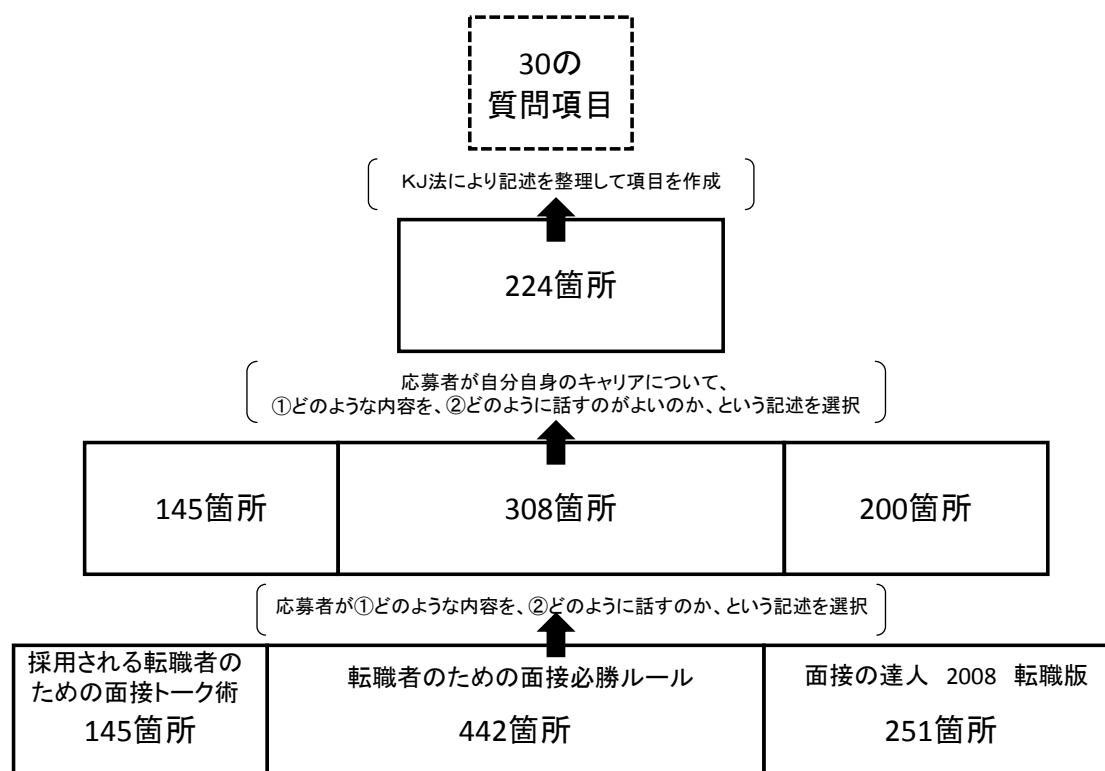 30の
質問項目
KJ法により記述を整理して項目を作成
224箇所
応募者が自分自身のキャリアについて、
①どのような内容を、②どのように話すのがよいのか、という記述を選択
145箇所
308箇所
200箇所
応募者が①どのような内容を、②どのように話すのか、という記述を選択
採用される転職者の
ための面接トーク術
145箇所
転職者のための面接必勝ルール
442箇所
面接の達人 2008 転職版
251箇所